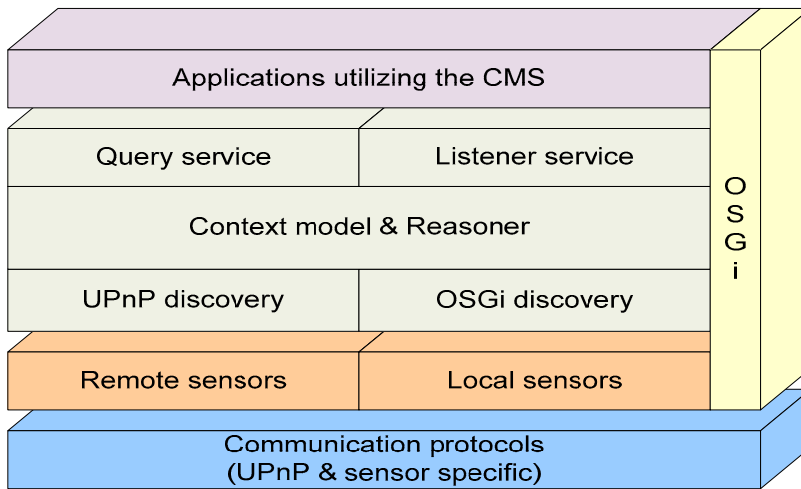 Applications utilizing the CMS
Query service
Listener service
Context model & Reasoner
UPnP discovery
OSGi discovery
Remote sensors
Local sensors
OSGi
Communication protocols
(UPnP & sensor specific)